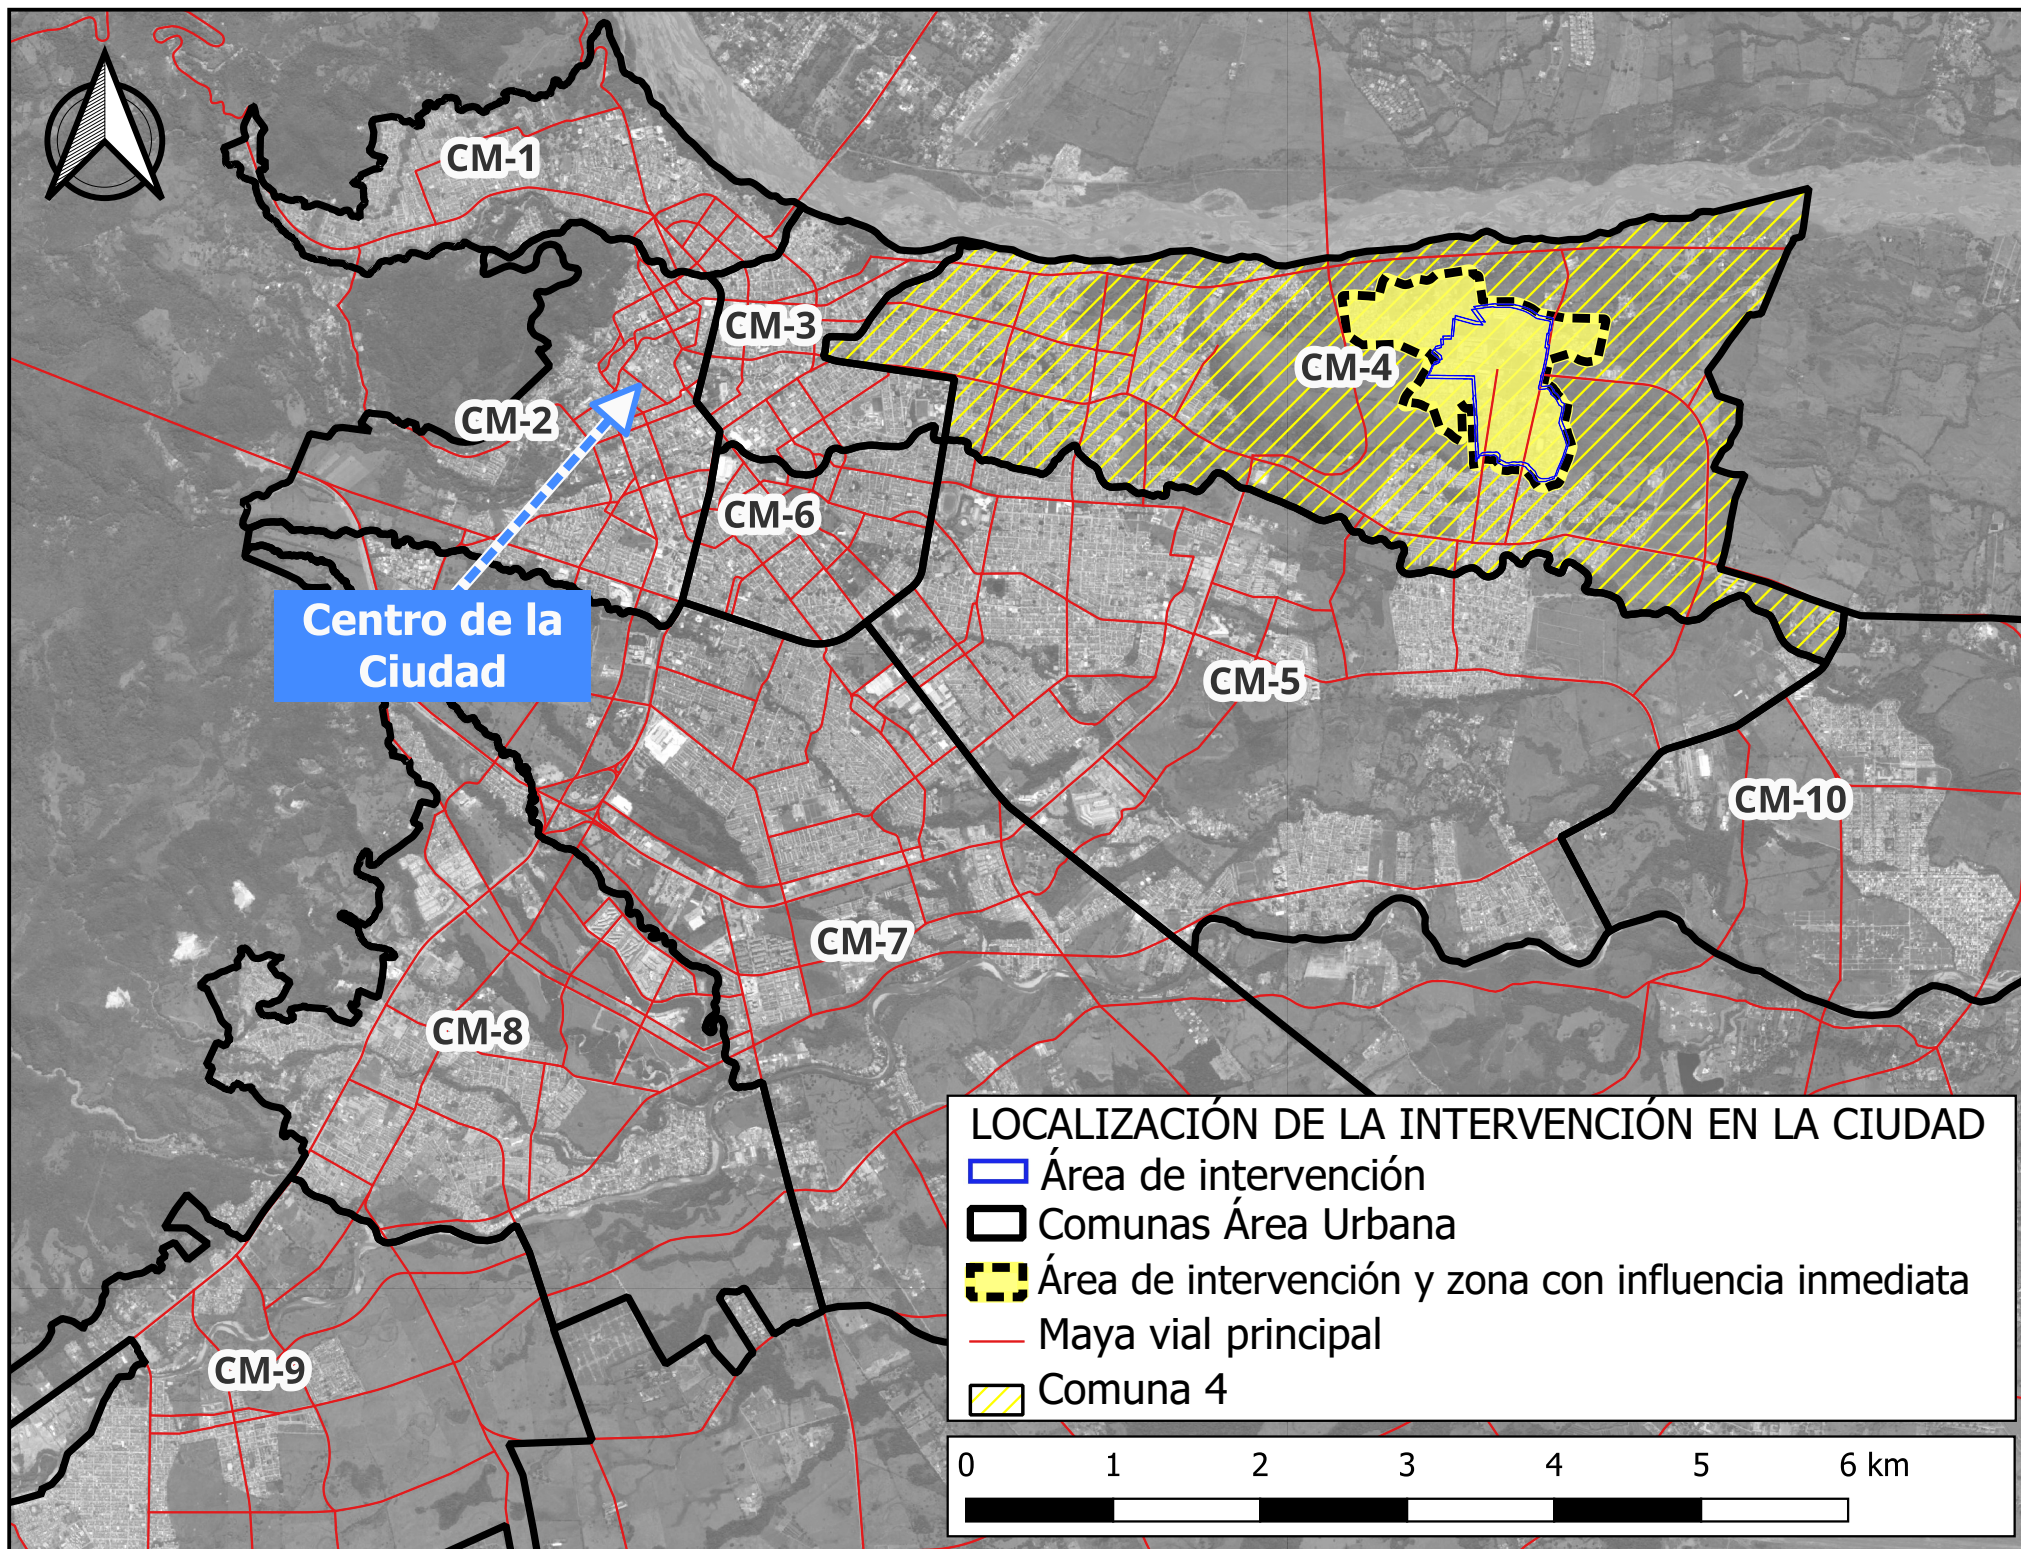 CM-1
CM-3
CM-4
CM-2
CM-6
Centro de la
Ciudad
CM-5
CM-10
CM-7
CM-8
CM-9
LOCALIZACIÓN DE LA INTERVENCIÓN EN LA CIUDAD
Área de intervención
Comunas Área Urbana
Área de intervención y zona con influencia inmediata
Maya vial principal
Comuna 4
0 1 2 3 4 5 6 km